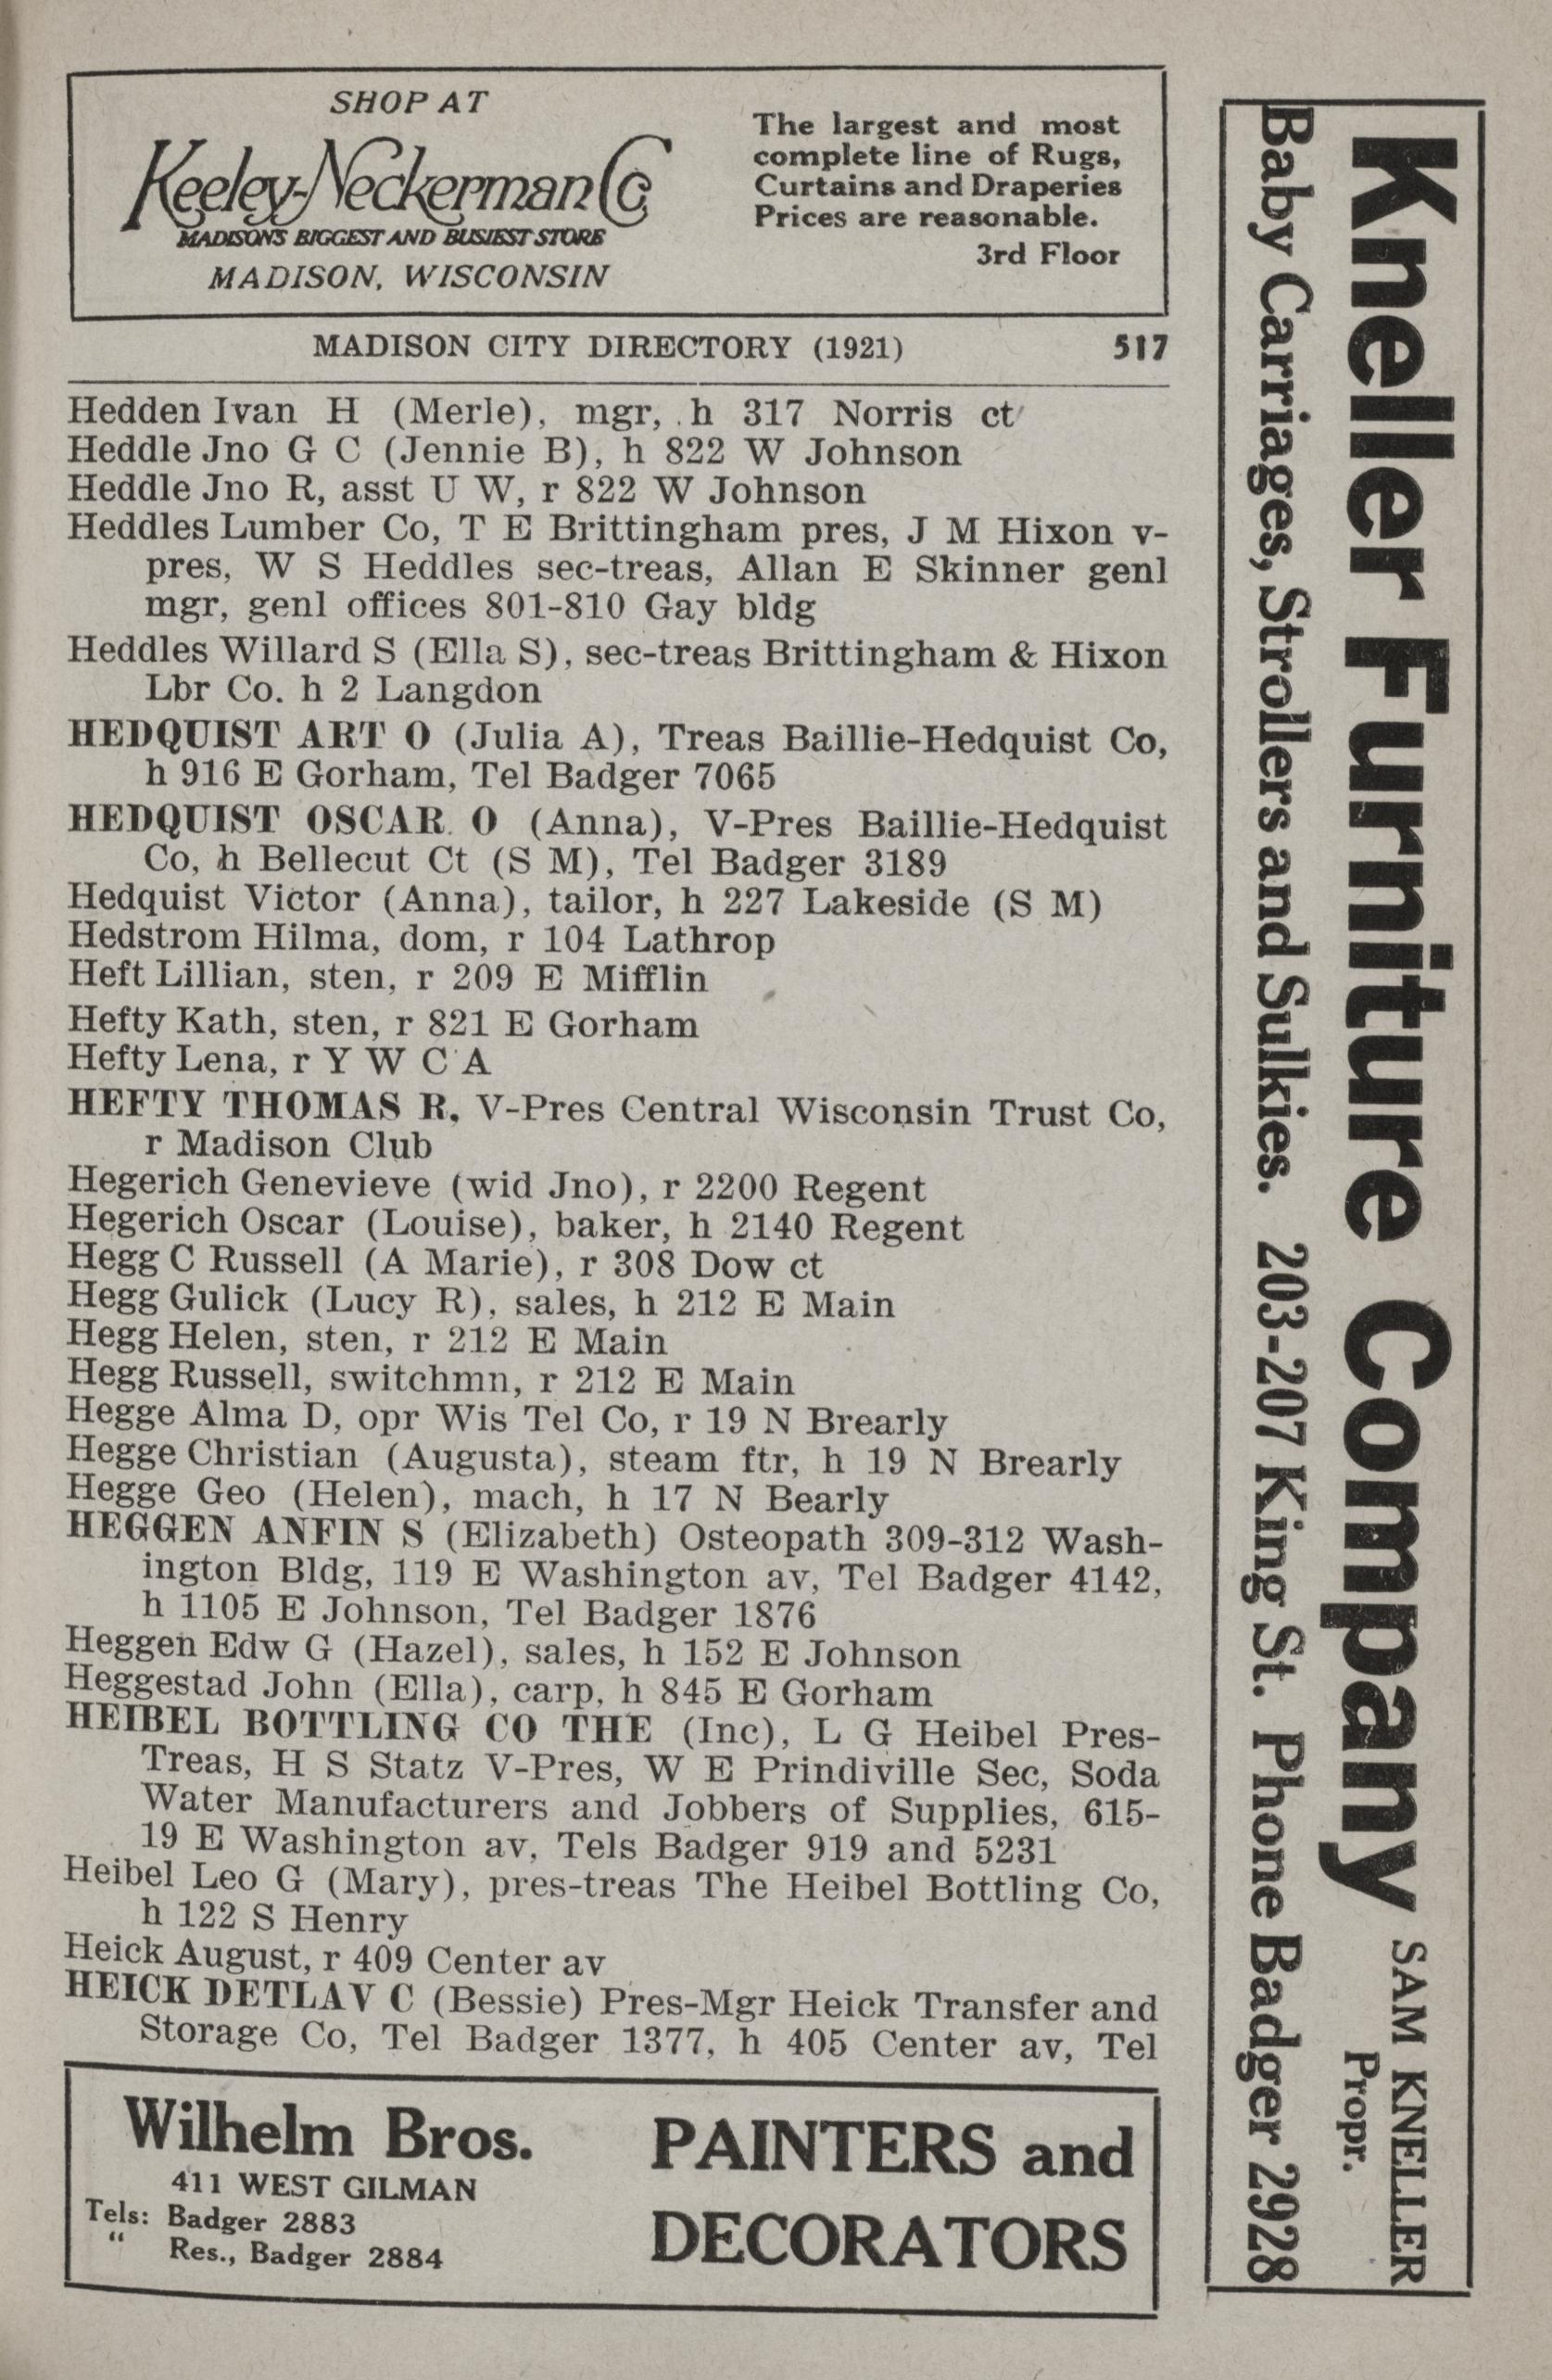 SHOP AT
Keeley-Neckerman Co
MADISON'S BIGGEST AND BUSIEST STORE
MADISON, WISCONSIN
The largest and most
complete line of Rugs,
Curtains and Draperies
Prices are reasonable.
3rd Floor
MADISON CITY DIRECTORY (1921) 517
Hedden Ivan H (Merle), mgr, h 317 Norris ct
Heddle Jno G C (Jennie B), h 822 W Johnson
Heddle Jno R, asst U W, r 822 W Johnson
Heddles Lumber Co, T E Brittingham pres, J M Hixon v-
pres, W S Heddles sec-treas, Allan E Skinner genl
mgr, genl offices 801-810 Gay bldg
Heddles Willard S (Ella S), sec-treas Brittingham & Hixon
Lbr Co. h 2 Langdon
HEDQUIST ART O (Julia A), Treas Baillie-Hedquist Co,
h 916 E Gorham, Tel Badger 7065
HEDQUIST OSCAR O (Anna), V-Pres Baillie-Hedquist
Co, h Bellecut Ct (S M), Tel Badger 3189
Hedquist Victor (Anna), tailor, h 227 Lakeside (S M)
Hedstrom Hilma, dom, r 104 Lathrop
Heft Lillian, sten, r 209 E Mifflin
Hefty Kath, sten, r 821 E Gorham
Hefty Lena, r Y W C A
HEFTY THOMAS R, V-Pres Central Wisconsin Trust Co,
r Madison Club
Hegerich Genevieve (wid Jno), r 2200 Regent
Hegerich Oscar (Louise), baker, h 2140 Regent
Hegg C Russell (A Marie), r 308 Dow ct
Hegg Gulick (Lucy R), sales, h 212 E Main
Hegg Helen, sten, r 212 E Main
Hegg Russell, switchmn, r 212 E Main
Hegge Alma D, opr Wis Tel Co, r 19 N Brearly
Hegge Christian (Augusta), steam ftr, h 19 N Brearly
Hegge Geo (Helen), mach, h 17 N Bearly
HEGGEN ANFIN S (Elizabeth) Osteopath 309-312 Wash-
ington Bldg, 119 E Washington av, Tel Badger 4142,
h 1105 E Johnson, Tel Badger 1876
Heggen Edw G (Hazel), sales, h 152 E Johnson
Heggestad John (Ella), carp, h 845 E Gorham
HEIBEL BOTTLING CO THE (Inc), L G Heibel Pres-
Treas, H S Statz V-Pres, W E Prindiville Sec, Soda
Water Manufacturers and Jobbers of Supplies, 615-
19 E Washington av, Tels Badger 919 and 5231
Heibel Leo G (Mary), pres-treas The Heibel Bottling Co,
h 122 S Henry
Heick August, r 409 Center av
HEICK DETLAV C (Bessie) Pres-Mgr Heick Transfer and
Storage Co, Tel Badger 1377, h 405 Center av, Tel
Wilhelm Bros.
411 WEST GILMAN
Tels: Badger 2883
" Res., Badger 2884
PAINTERS and
DECORATORS
Kneller Furniture Company SAM KNELLER
Propr.
Baby Carriages, Strollers and Sulkies. 203-207 King St. Phone Badger 2928